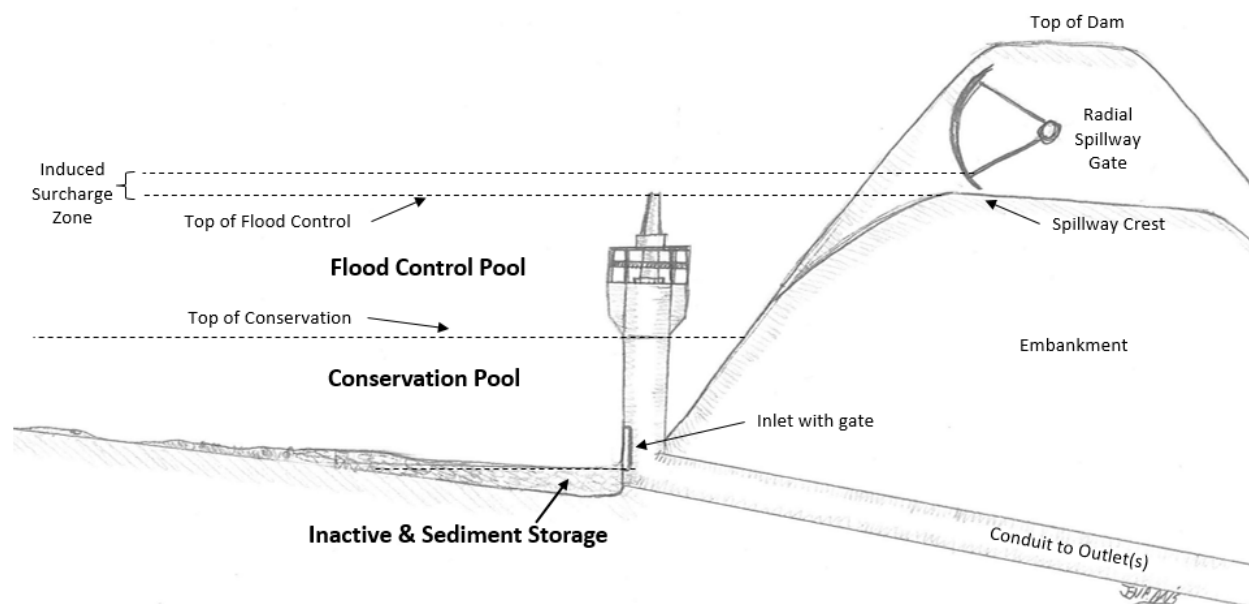 Top of Dam
Radial
Spillway
Gate
Induced
Surcharge
Zone
Top of Flood Control
Spillway Crest
Flood Control Pool
Top of Conservation
Embankment
Conservation Pool
Inlet with gate
Inactive & Sediment Storage
Conduit to Outlet(s)